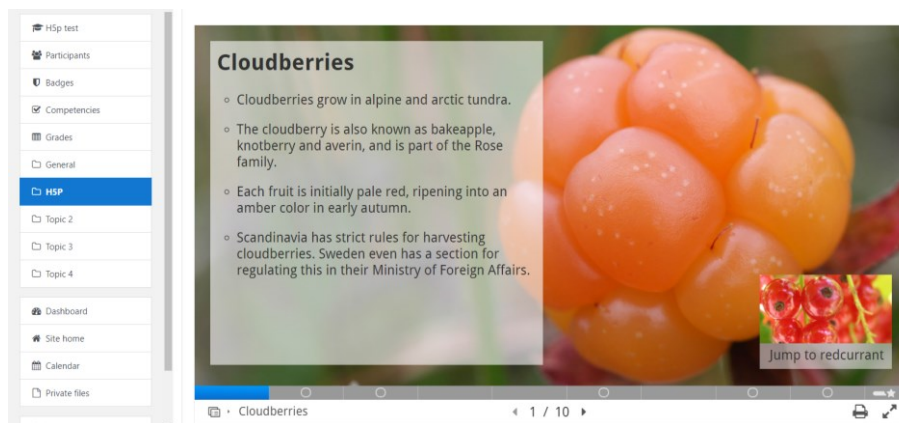 H5p test
Participants
Badges
Competencies
Grades
General
H5P
Topic 2
Topic 3
Topic 4
Dashboard
Site home
Calendar
Private files
Cloudberries
Cloudberries grow in alpine and arctic tundra.
The cloudberry is also known as bakeapple,
knotberry and averin, and is part of the Rose
family.
Each fruit is initially pale red, ripening into an
amber color in early autumn.
Scandinavia has strict rules for harvesting
cloudberries. Sweden even has a section for
regulating this in their Ministry of Foreign Affairs.
Jump to redcurrant
Cloudberries
1 / 10